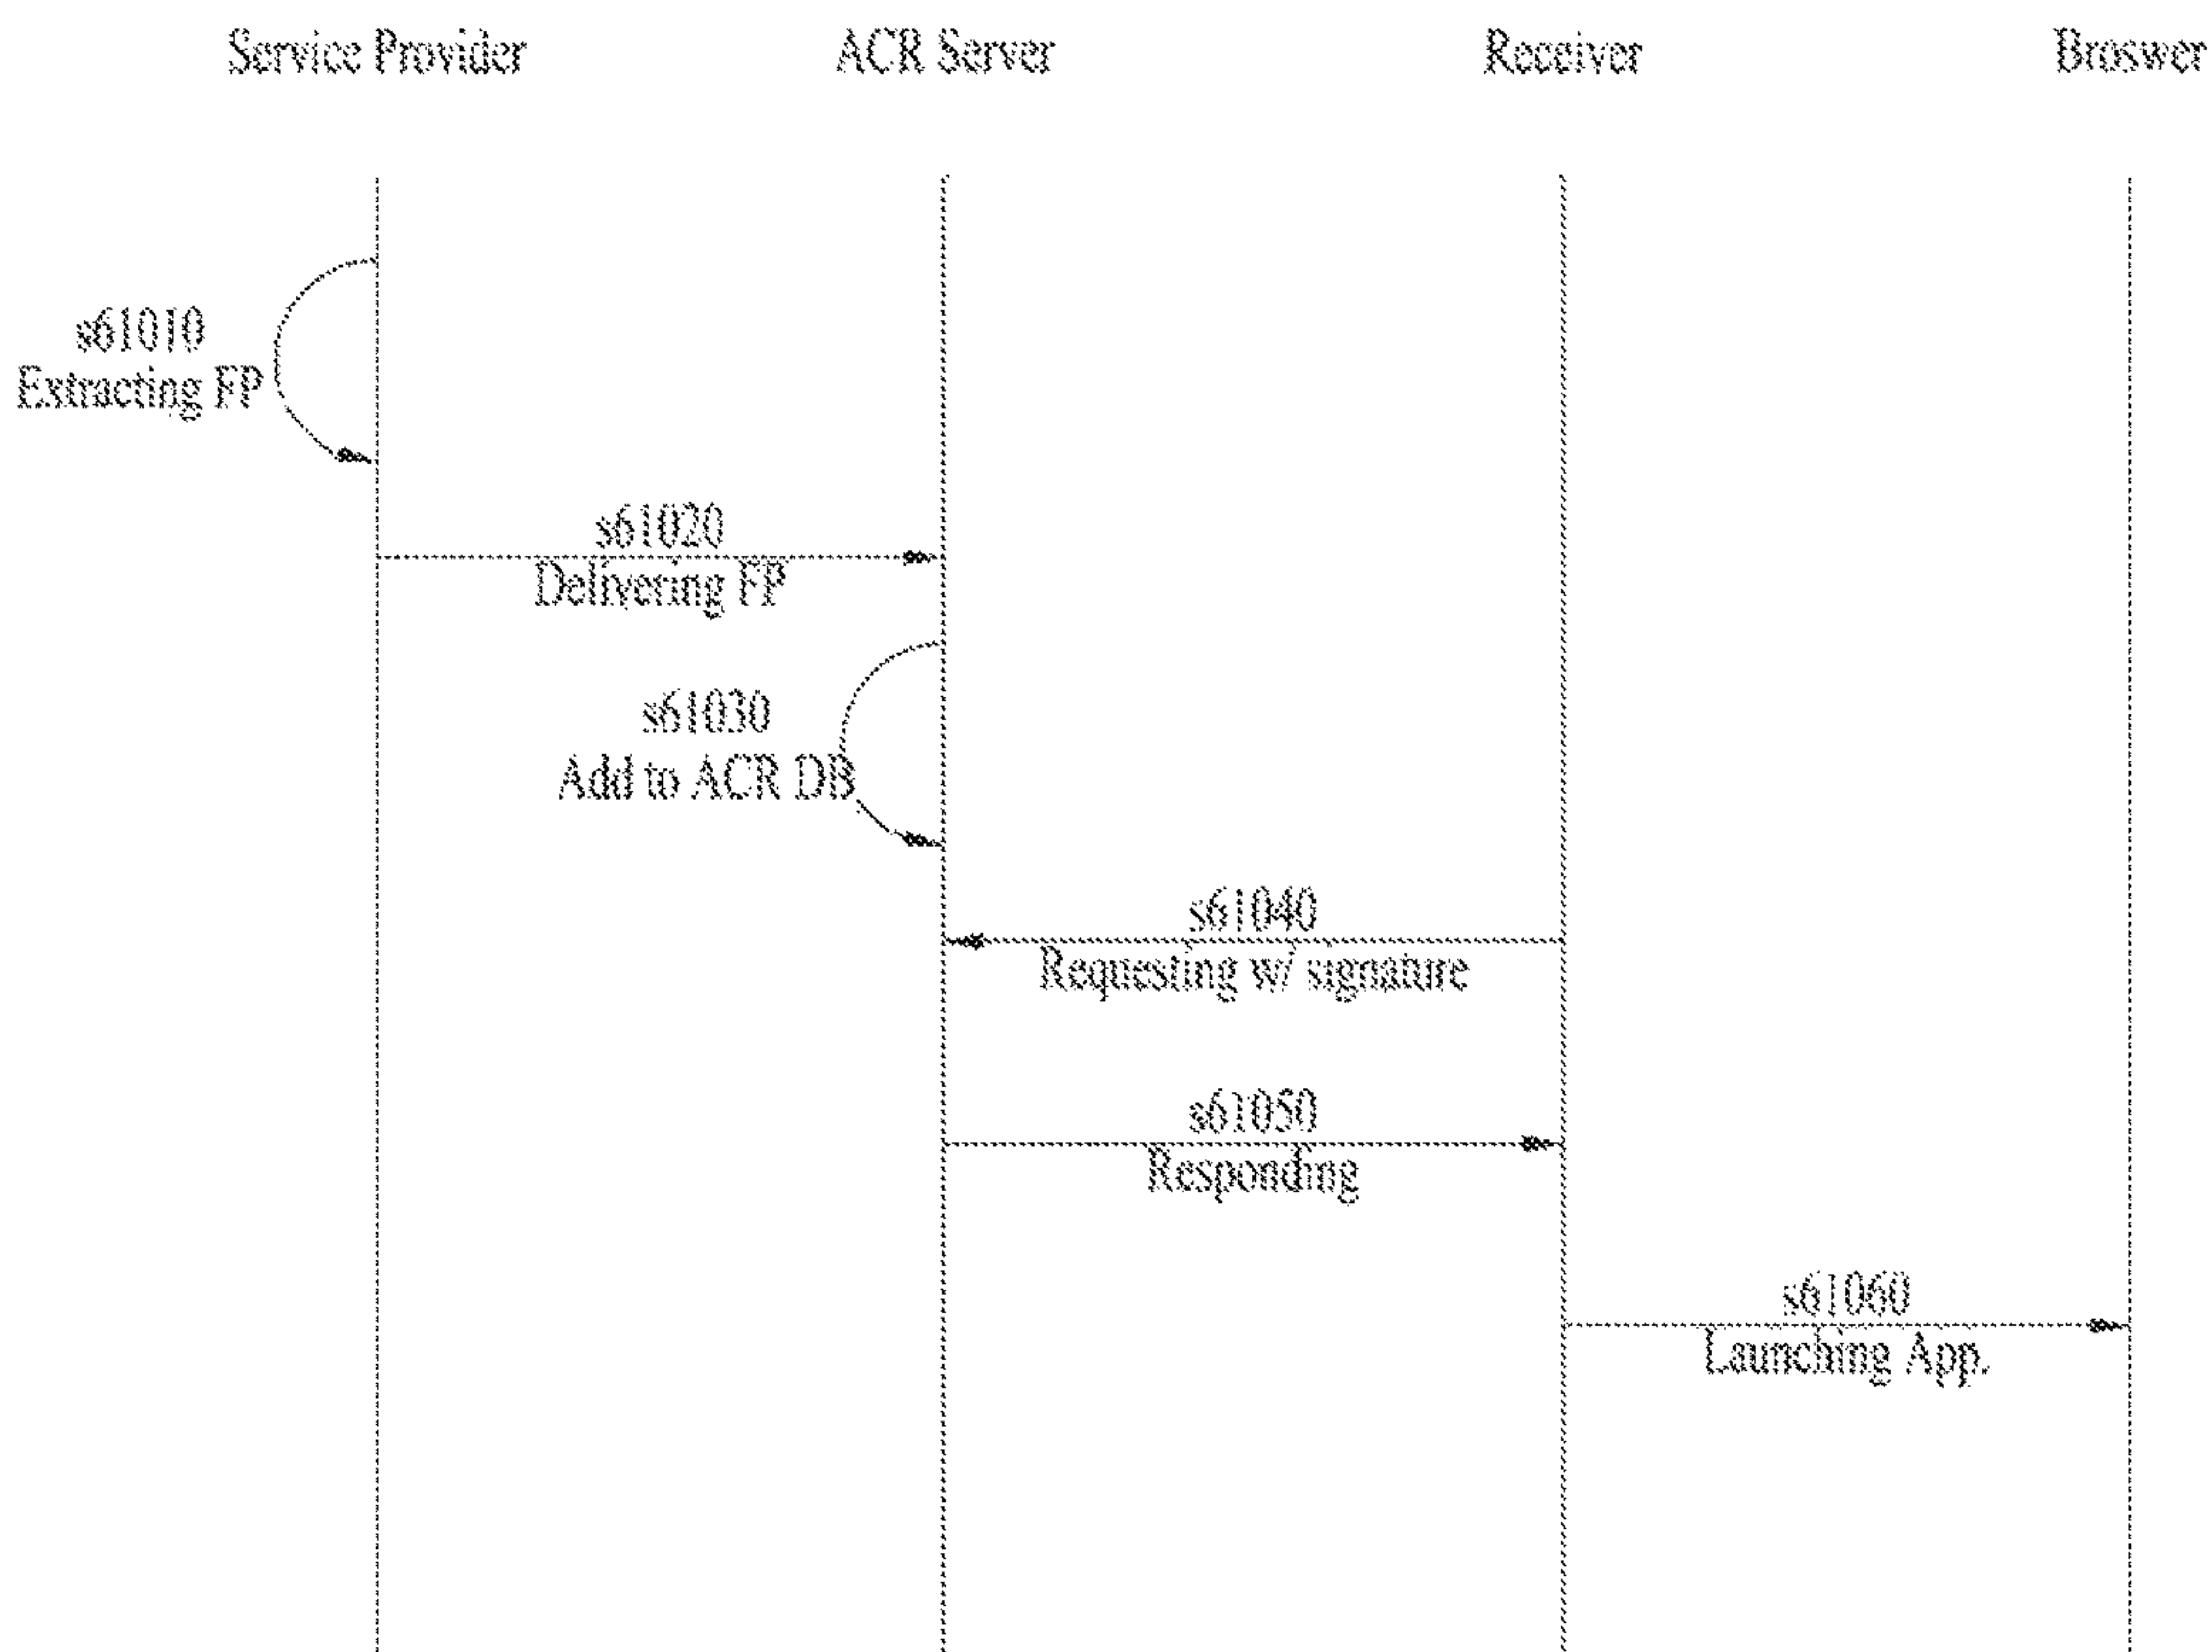 Service Provider
ACR Server
Receiver
Broswer
s61010
Extracting FP
s61020
Delivering FP
s61030
Add to ACR DB
s61040
Requesting w/ signature
s61050
Responding
s61060
Launching App.